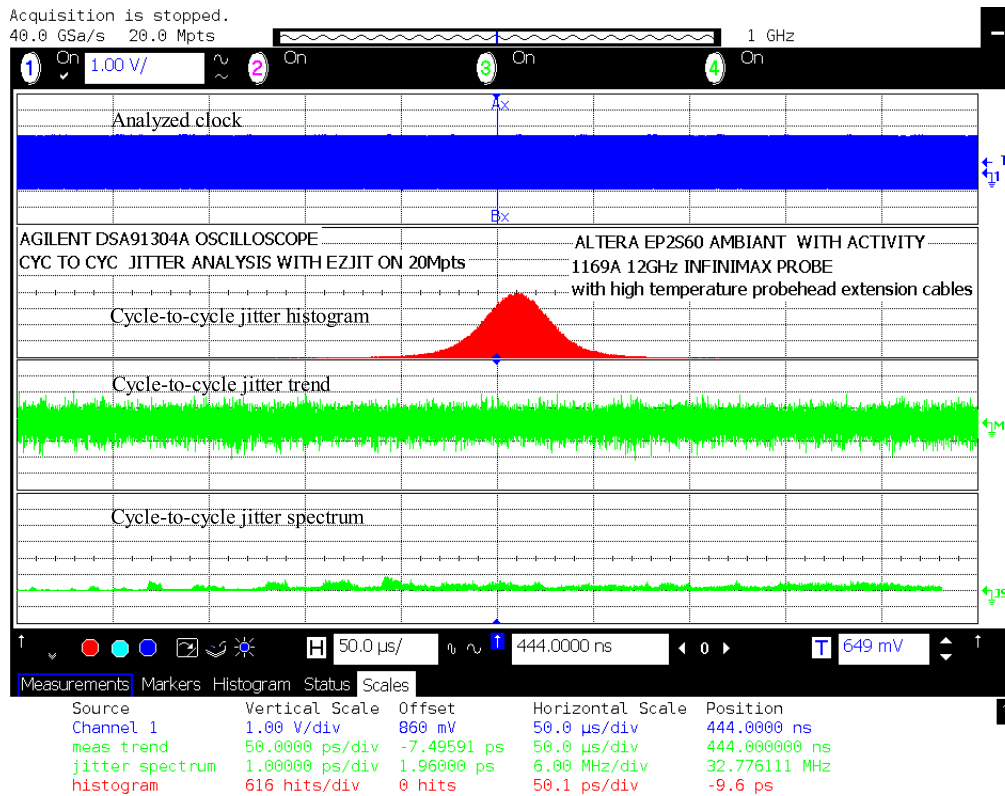 Acquisition is stopped.
40.0 GSa/s 20.0 Mpts 1 GHz
1 On 1.00 V/ 2 On 3 On 4 On
Ax
Analyzed clock
T
1
Bx
AGILENT DSA91304A OSCILLOSCOPE
ALTERA EP2S60 AMBIANT WITH ACTIVITY
CYC TO CYC JITTER ANALYSIS WITH EZJIT ON 20Mpts
1169A 12GHz INFINIMAX PROBE
with high temperature probehead extension cables
Cycle-to-cycle jitter histogram
Cycle-to-cycle jitter trend
M
Cycle-to-cycle jitter spectrum
JS
H 50.0 µs/ 444.0000 ns 0 T 649 mV
Measurements Markers Histogram Status Scales
Source Vertical Scale Offset Horizontal Scale Position
Channel 1 1.00 V/div 860 mV 50.0 µs/div 444.0000 ns
meas trend 50.0000 ps/div -7.49591 ps 50.0 µs/div 444.000000 ns
jitter spectrum 1.00000 ps/div 1.96000 ps 6.00 MHz/div 32.776111 MHz
histogram 616 hits/div 0 hits 50.1 ps/div -9.6 ps